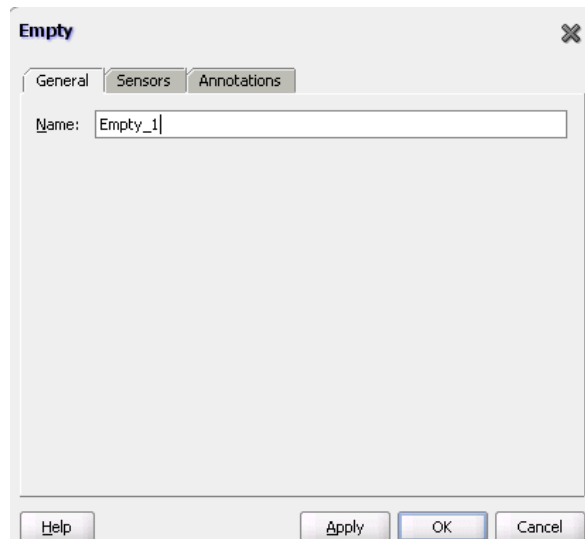 Empty
General Sensors Annotations
Name: Empty_1
Help Apply OK Cancel